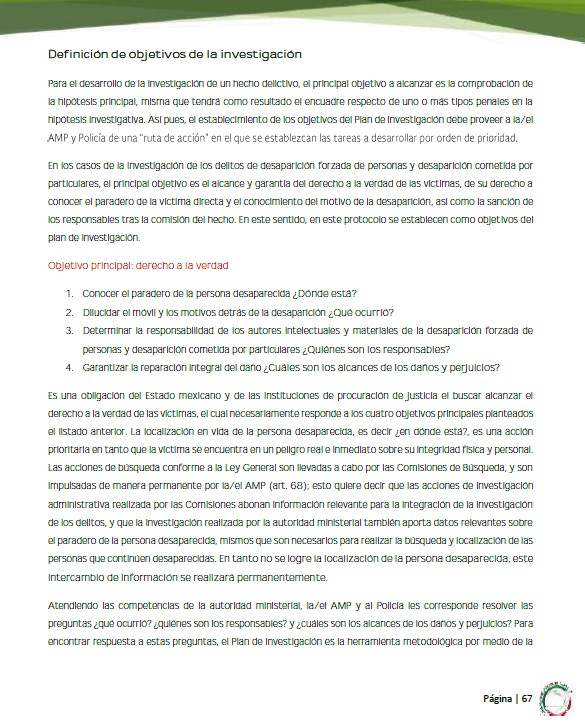 Definición de objetivos de la investigación
Para el desarrollo de la investigación de un hecho delictivo, el principal objetivo a alcanzar es la comprobación de
la hipótesis principal, misma que tendrá como resultado el encuadre respecto de uno o más tipos penales en la
hipótesis investigativa. Así pues, el establecimiento de los objetivos del Plan de Investigación debe proveer a la/el
AMP y Policía de una “ruta de acción” en el que se establezcan las tareas a desarrollar por orden de prioridad.
En los casos de la investigación de los delitos de desaparición forzada de personas y desaparición cometida por
particulares, el principal objetivo es el alcance y garantía del derecho a la verdad de las víctimas, de su derecho a
conocer el paradero de la víctima directa y el conocimiento del motivo de la desaparición, así como la sanción de
los responsables tras la comisión del hecho. En este sentido, en este protocolo se establecen como objetivos del
plan de investigación.
Objetivo principal: derecho a la verdad
1. Conocer el paradero de la persona desaparecida ¿Dónde está?
2. Dilucidar el móvil y los motivos detrás de la desaparición ¿Qué ocurrió?
3. Determinar la responsabilidad de los autores intelectuales y materiales de la desaparición forzada de
personas y desaparición cometida por particulares ¿Quiénes son los responsables?
4. Garantizar la reparación integral del daño ¿Cuáles son los alcances de los daños y perjuicios?
Es una obligación del Estado mexicano y de las instituciones de procuración de justicia el buscar alcanzar el
derecho a la verdad de las víctimas, el cual necesariamente responde a los cuatro objetivos principales planteados
el listado anterior. La localización en vida de la persona desaparecida, es decir ¿en dónde está?, es una acción
prioritaria en tanto que la víctima se encuentra en un peligro real e inmediato sobre su integridad física y personal.
Las acciones de búsqueda conforme a la Ley General son llevadas a cabo por las Comisiones de Búsqueda, y son
impulsadas de manera permanente por la/el AMP (art. 68); esto quiere decir que las acciones de investigación
administrativa realizada por las Comisiones abonan información relevante para la integración de la investigación
de los delitos, y que la investigación realizada por la autoridad ministerial también aporta datos relevantes sobre
el paradero de la persona desaparecida, mismos que son necesarios para realizar la búsqueda y localización de las
personas que continúen desaparecidas. En tanto no se logre la localización de la persona desaparecida, este
intercambio de información se realizará permanentemente.
Atendiendo las competencias de la autoridad ministerial, la/el AMP y al Policía les corresponde resolver las
preguntas ¿qué ocurrió? ¿quiénes son los responsables? y ¿cuáles son los alcances de los daños y perjuicios? Para
encontrar respuesta a estas preguntas, el Plan de Investigación es la herramienta metodológica por medio de la
Página | 67